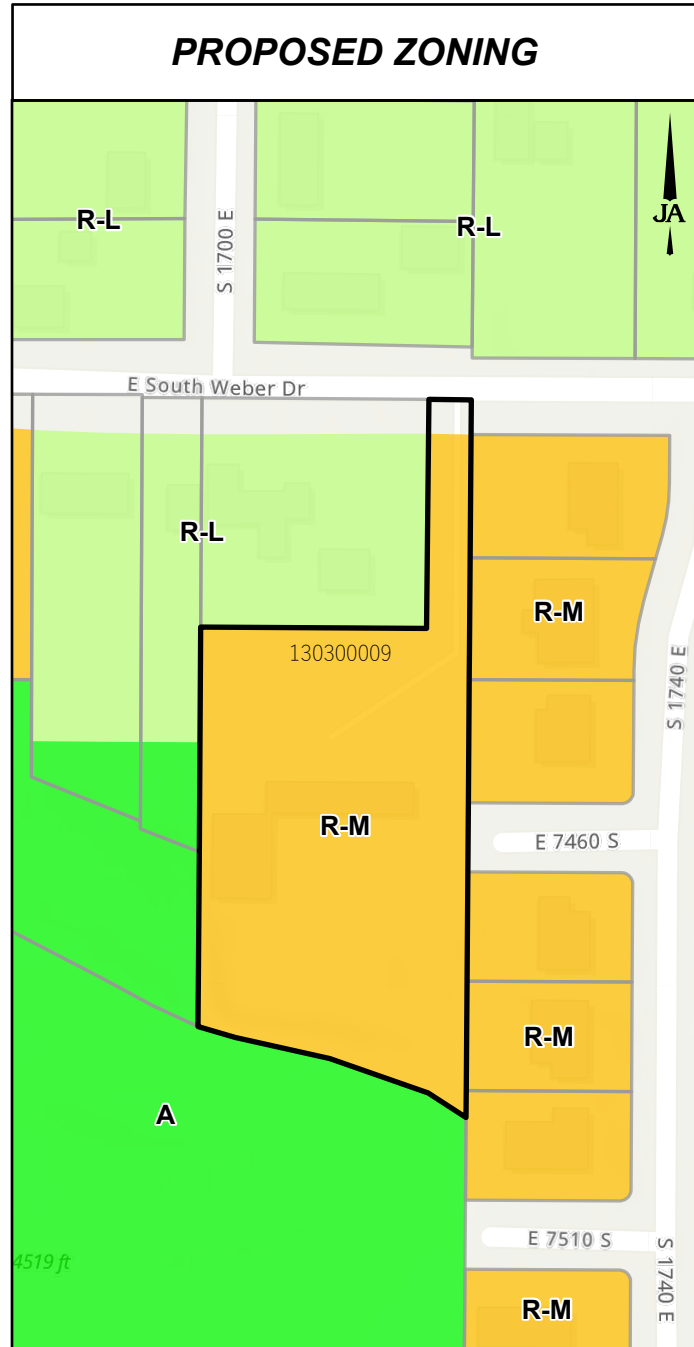 PROPOSED ZONING
JA
R-L
R-L
S 1700 E
E South Weber Dr
R-L
R-M
130300009
S 1740 E
R-M
E 7460 S
R-M
A
E 7510 S
4519 ft
S 1740 E
R-M